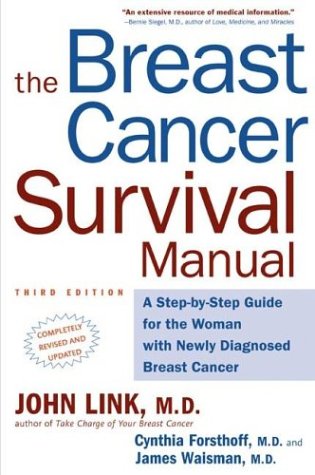 "An extensive resource of medical information."
—Bernie Siegel, M.D., author of Love, Medicine, and Miracles
the Breast
Cancer
Survival
Manual
THIRD EDITION
COMPLETELY
REVISED AND
UPDATED
A Step-by-Step Guide
for the Woman
with Newly Diagnosed
Breast Cancer
JOHN LINK, M.D.
author of Take Charge of Your Breast Cancer
Cynthia Forsthoff, M.D. and
James Waisman, M.D.